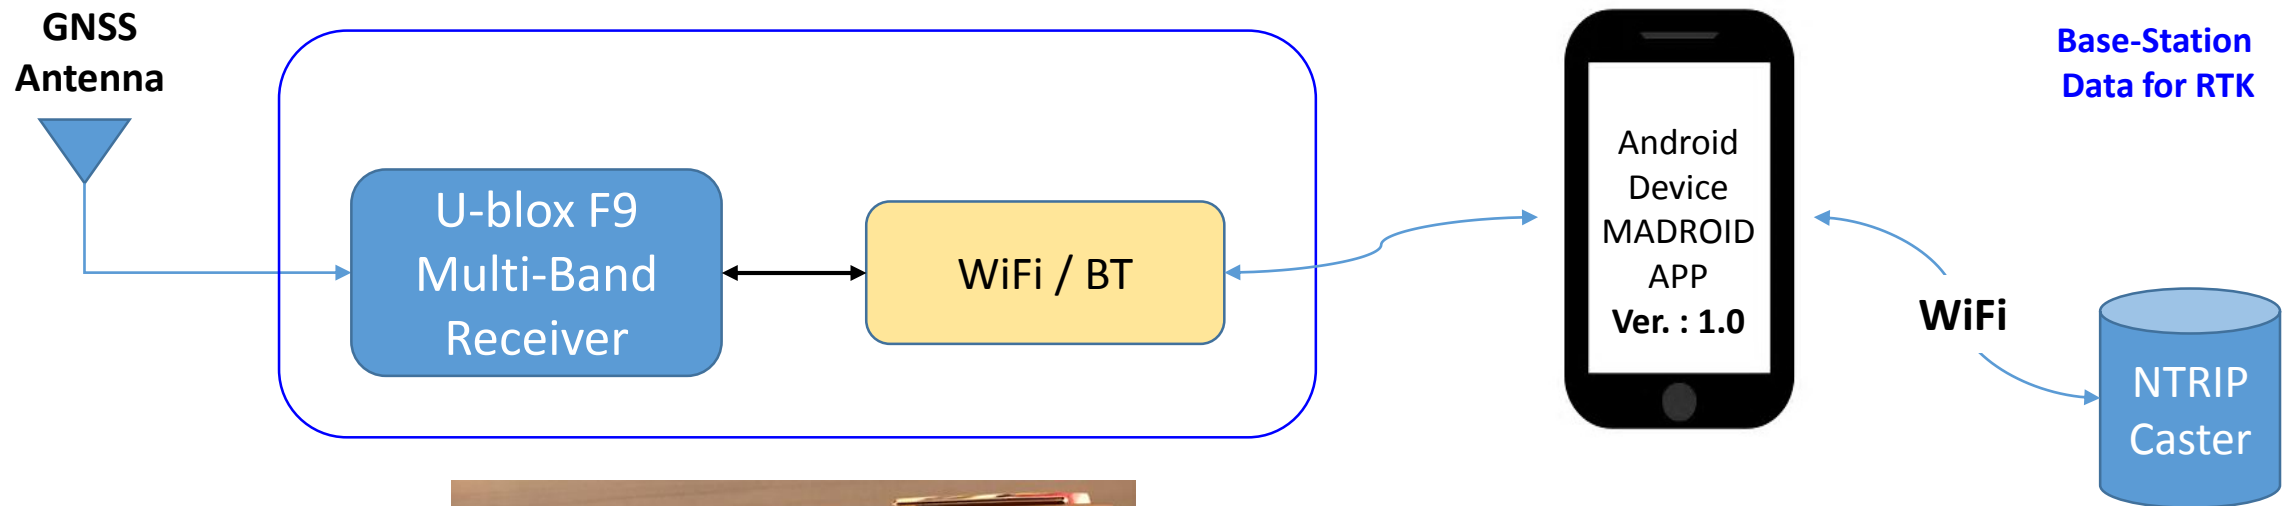 GNSS
Antenna
U-blox F9
Multi-Band
Receiver
WiFi / BT
Android
Device
MADROID
APP
Ver. : 1.0
WiFi
Base-Station
Data for RTK
NTRIP
Caster